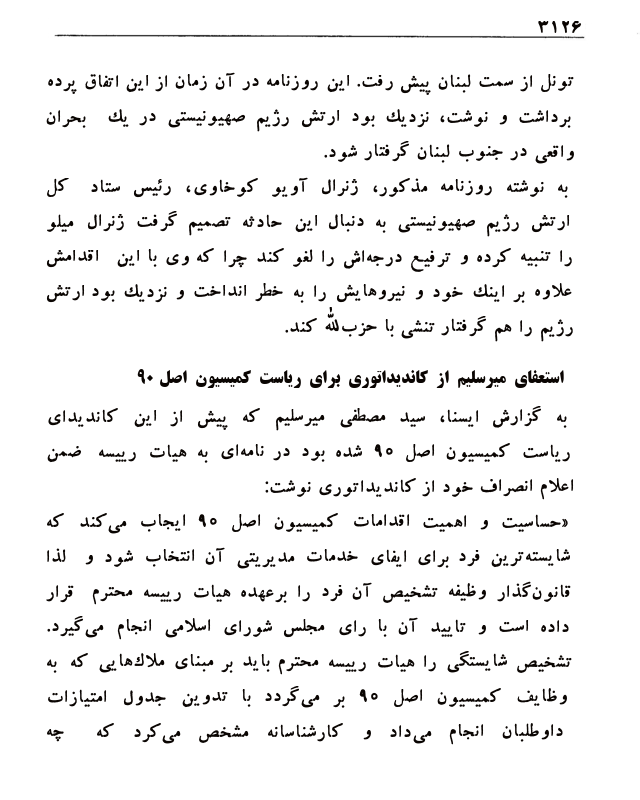 ۳۱۲۶
تونل از سمت لبنان پیش رفت. این روزنامه در آن زمان از این اتفاق پرده
برداشت و نوشت، نزدیك بود ارتش رژیم صهیونیستی در یك بحران
واقعی در جنوب لبنان گرفتار شود.
به نوشته روزنامه مذکور، ژنرال آویو کوخاوی، رئیس ستاد کل
ارتش رژیم صهیونیستی به دنبال این حادثه تصمیم گرفت ژنرال میلو
را تنبیه کرده و ترفیع درجه‌اش را لغو کند چرا که وی با این اقدامش
علاوه بر اینك خود و نیروهایش را به خطر انداخت و نزدیك بود ارتش
رژیم را هم گرفتار تنشی با حزب‌الله کند.
استعفای میرسلیم از کاندیداتوری برای ریاست کمیسیون اصل ۹۰
به گزارش ایسنا، سید مصطفی میرسلیم که پیش از این کاندیدای
ریاست کمیسیون اصل ۹۰ شده بود در نامه‌ای به هیات رییسه ضمن
اعلام انصراف خود از کاندیداتوری نوشت:
«حساسیت و اهمیت اقدامات کمیسیون اصل ۹۰ ایجاب می‌کند که
شایسته‌ترین فرد برای ایفای خدمات مدیریتی آن انتخاب شود و لذا
قانون‌گذار وظیفه تشخیص آن فرد را برعهده هیات رییسه محترم قرار
داده است و تایید آن با رای مجلس شورای اسلامی انجام می‌گیرد.
تشخیص شایستگی را هیات رییسه محترم باید بر مبنای ملاك‌هایی که به
وظایف کمیسیون اصل ۹۰ بر می‌گردد با تدوین جدول امتیازات
داوطلبان انجام می‌داد و کارشناسانه مشخص می‌کرد که چه